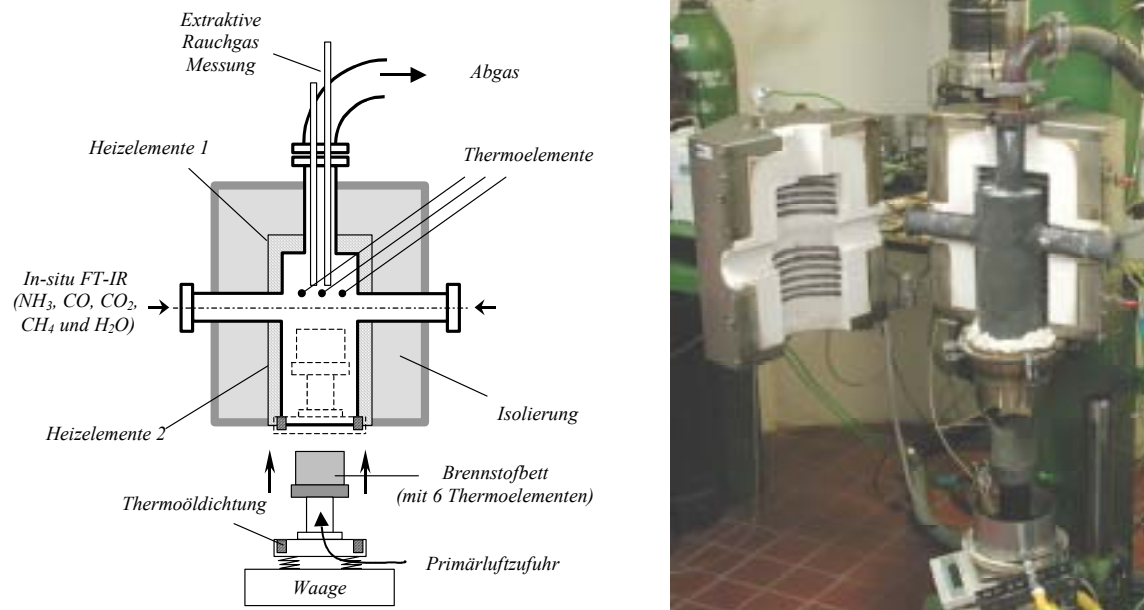 Extraktive
Rauchgas
Messung
Abgas
Heizelemente 1
Thermoelemente
In-situ FT-IR
(NH₃, CO, CO₂,
CH₄ und H₂O)
Isolierung
Heizelemente 2
Brennstofbett
(mit 6 Thermoelementen)
Thermoöldichtung
Primärluftzufuhr
Waage